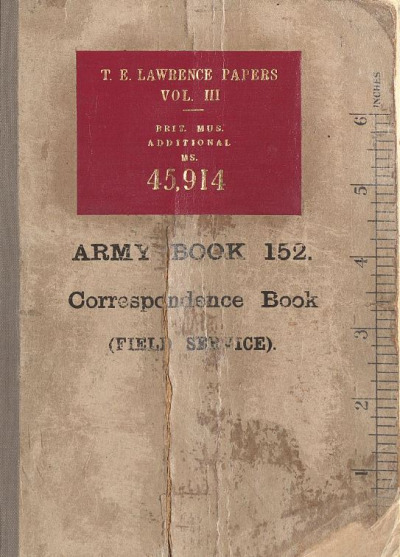 T. E. LAWRENCE PAPERS
VOL. III
BRIT. MUS.
ADDITIONAL
MS.
45,914
ARMY BOOK 152.
Correspondence Book
(FIELD SERVICE).
INCHES
6
5
4
3
2
1